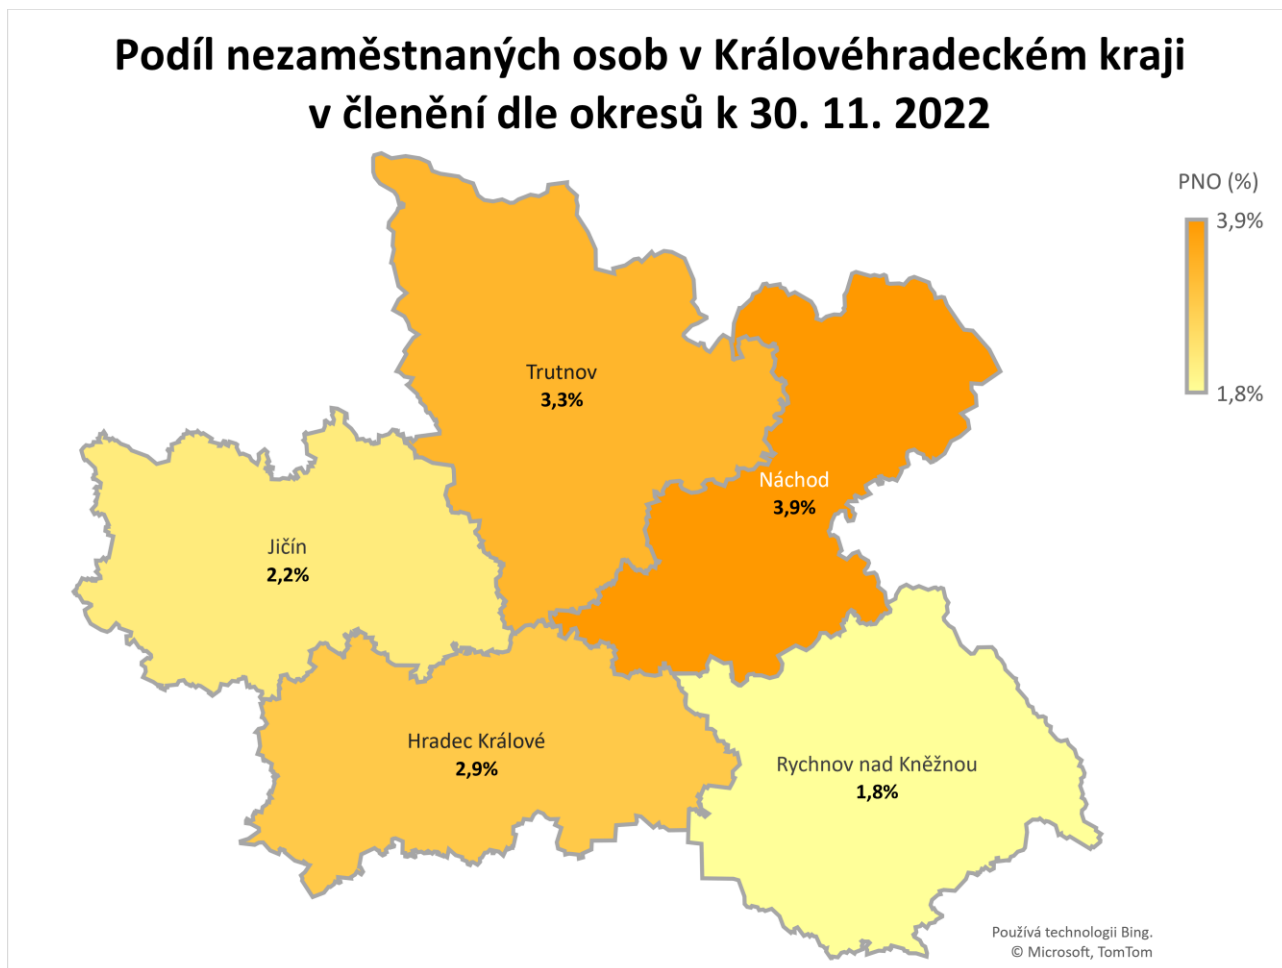 Podíl nezaměstnaných osob v Královéhradeckém kraji
v členění dle okresů k 30. 11. 2022
PNO (%)
3,9%
1,8%
Trutnov
3,3%
Náchod
3,9%
Jičín
2,2%
Hradec Králové
2,9%
Rychnov nad Kněžnou
1,8%
Používá technologii Bing.
© Microsoft, TomTom